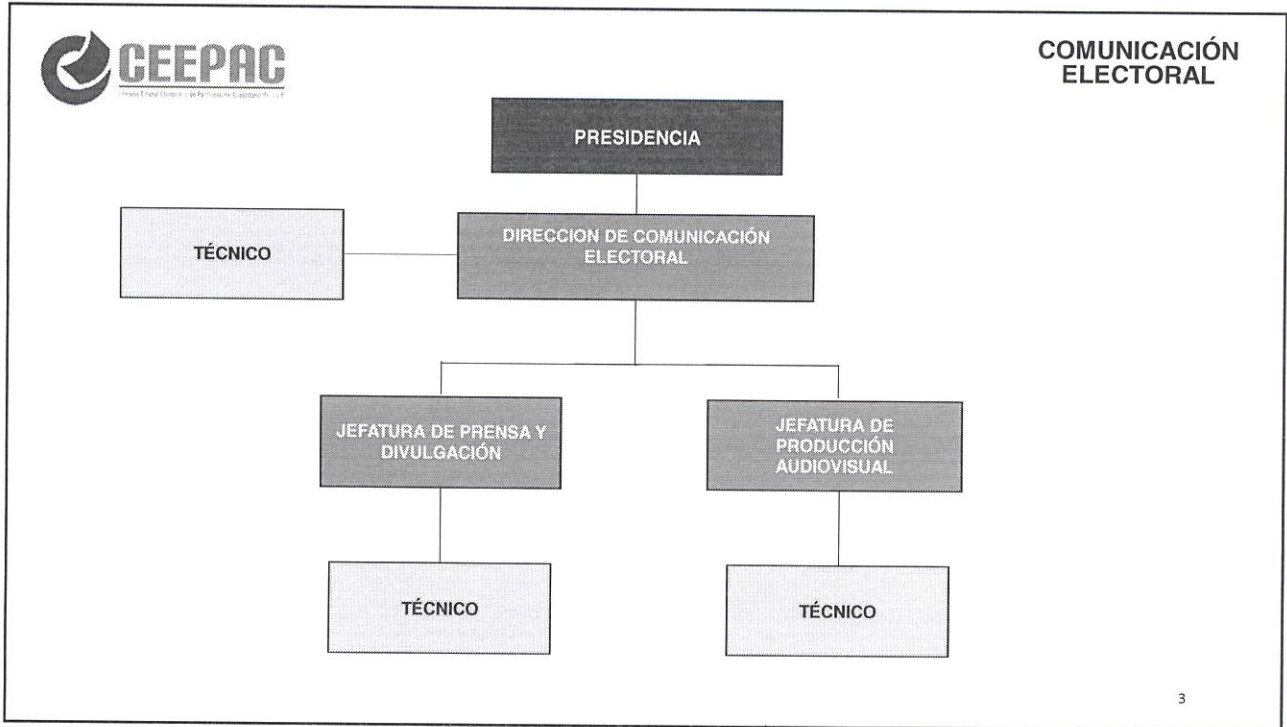 CEEPAC
COMUNICACIÓN
ELECTORAL
PRESIDENCIA
TÉCNICO
DIRECCION DE COMUNICACIÓN
ELECTORAL
JEFATURA DE PRENSA Y
DIVULGACIÓN
JEFATURA DE
PRODUCCIÓN
AUDIOVISUAL
TÉCNICO
TÉCNICO
3